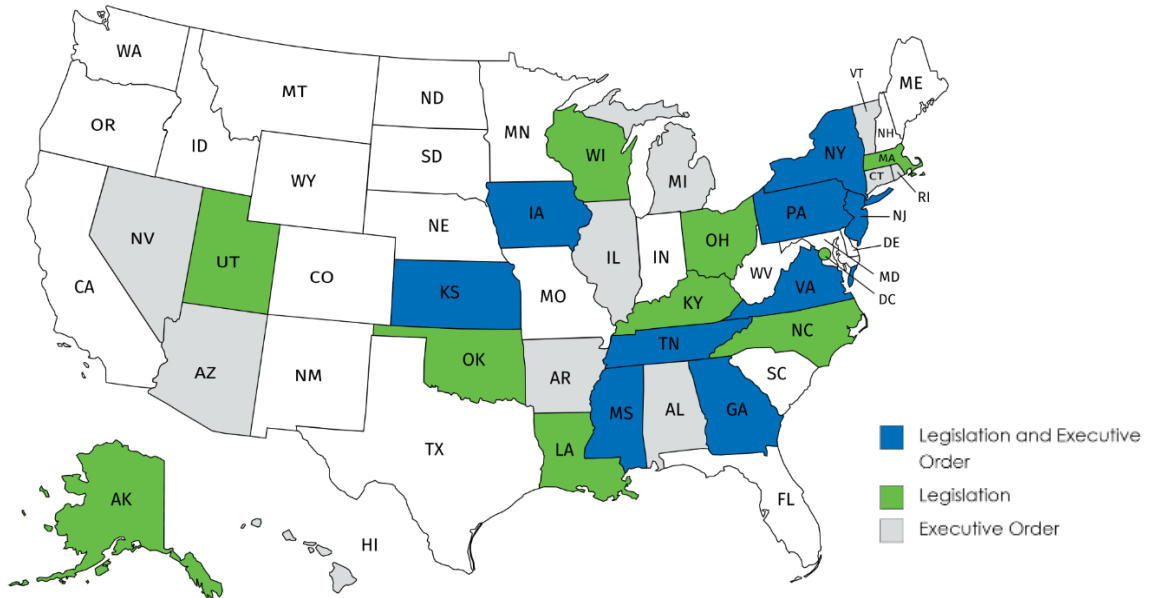 WA
MT
ND
MN
VT
ME
OR
ID
SD
WI
MI
NY
NH
MA
CT
RI
WY
NE
IA
PA
NJ
NV
UT
CO
IL
IN
OH
DE
CA
KS
MO
WV
VA
MD
DC
KY
AZ
NM
OK
AR
TN
NC
SC
MS
AL
GA
TX
LA
FL
AK
HI
Legislation and Executive
Order
Legislation
Executive Order